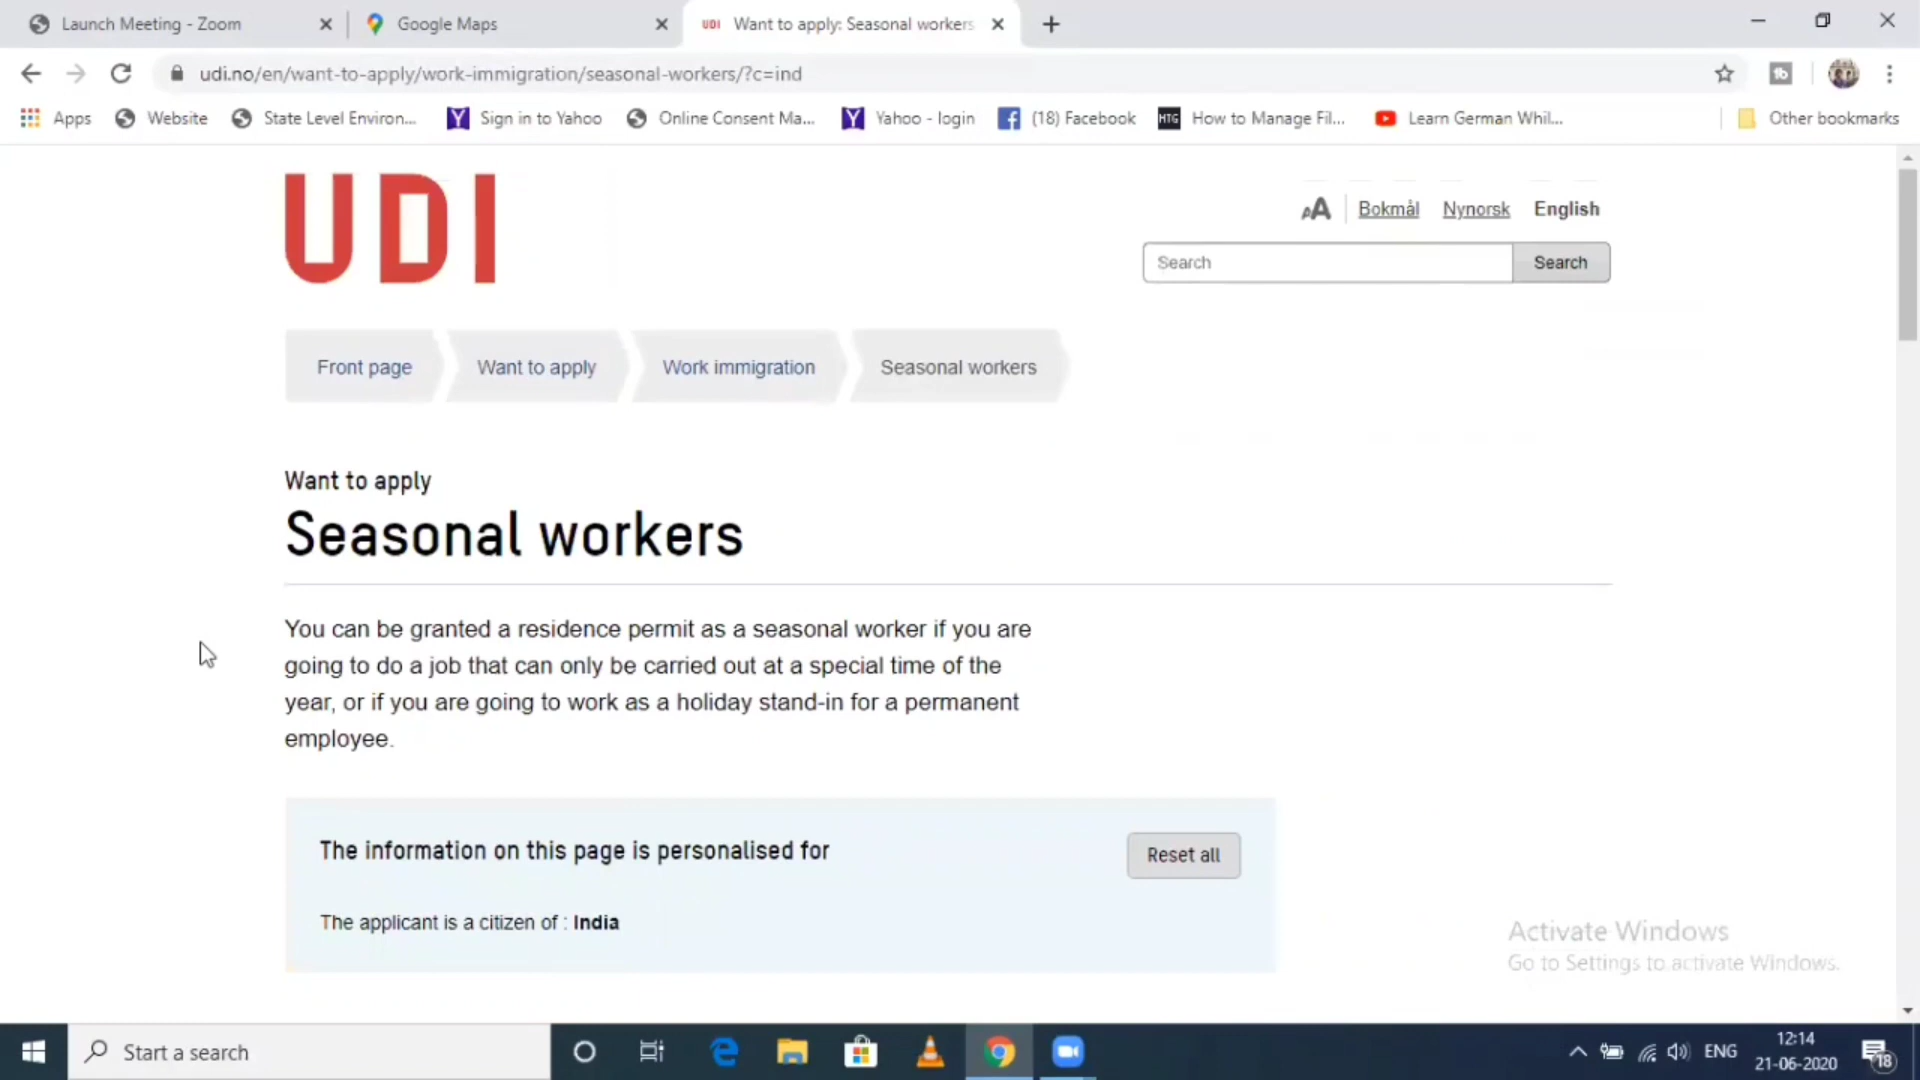 Launch Meeting - Zoom
Google Maps
UDI Want to apply: Seasonal workers
udi.no/en/want-to-apply/work-immigration/seasonal-workers/?c=ind
Apps
Website
State Level Environ...
Sign in to Yahoo
Online Consent Ma...
Yahoo - login
(18) Facebook
HTG How to Manage Fil...
Learn German Whil...
Other bookmarks
UDI
AA
Bokmål
Nynorsk
English
Search
Search
Front page
Want to apply
Work immigration
Seasonal workers
Want to apply
Seasonal workers
You can be granted a residence permit as a seasonal worker if you are
going to do a job that can only be carried out at a special time of the
year, or if you are going to work as a holiday stand-in for a permanent
employee.
The information on this page is personalised for
Reset all
The applicant is a citizen of : India
Activate Windows
Go to Settings to activate Windows.
Start a search
ENG
12:14
21-06-2020
18